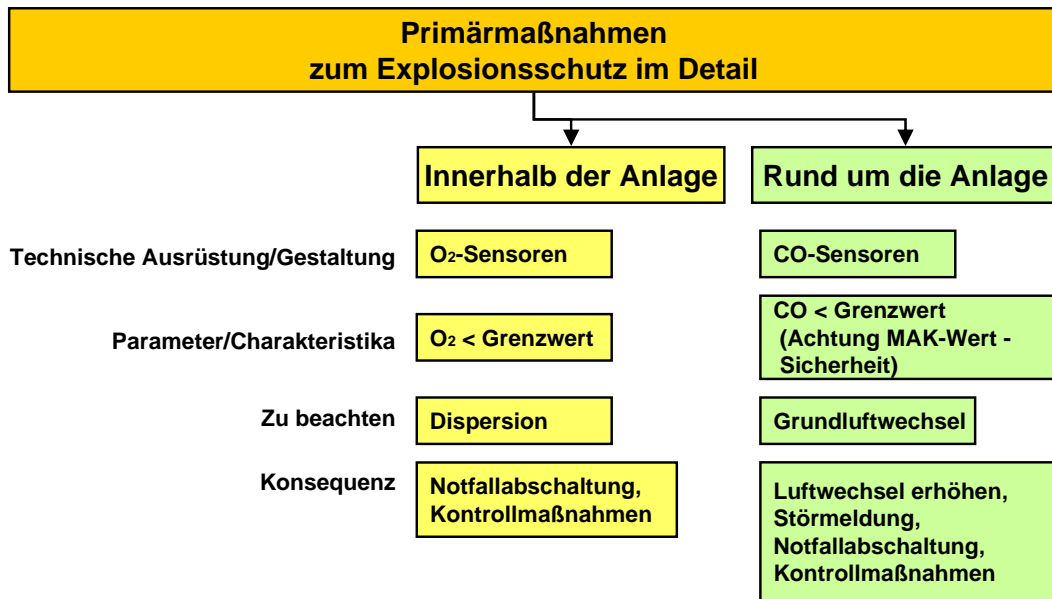 Primärmaßnahmen
zum Explosionsschutz im Detail
Innerhalb der Anlage
Rund um die Anlage
Technische Ausrüstung/Gestaltung
O2-Sensoren
CO-Sensoren
Parameter/Charakteristika
O2 < Grenzwert
CO < Grenzwert
(Achtung MAK-Wert -
Sicherheit)
Zu beachten
Dispersion
Grundluftwechsel
Konsequenz
Notfallabschaltung,
Kontrollmaßnahmen
Luftwechsel erhöhen,
Störmeldung,
Notfallabschaltung,
Kontrollmaßnahmen